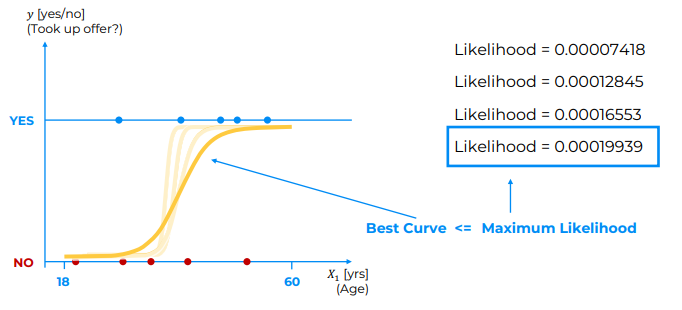 y [yes/no]
(Took up offer?)
Likelihood = 0.00007418
Likelihood = 0.00012845
Likelihood = 0.00016553
Likelihood = 0.00019939
YES
Best Curve <= Maximum Likelihood
NO
X₁ [yrs]
(Age)
18
60